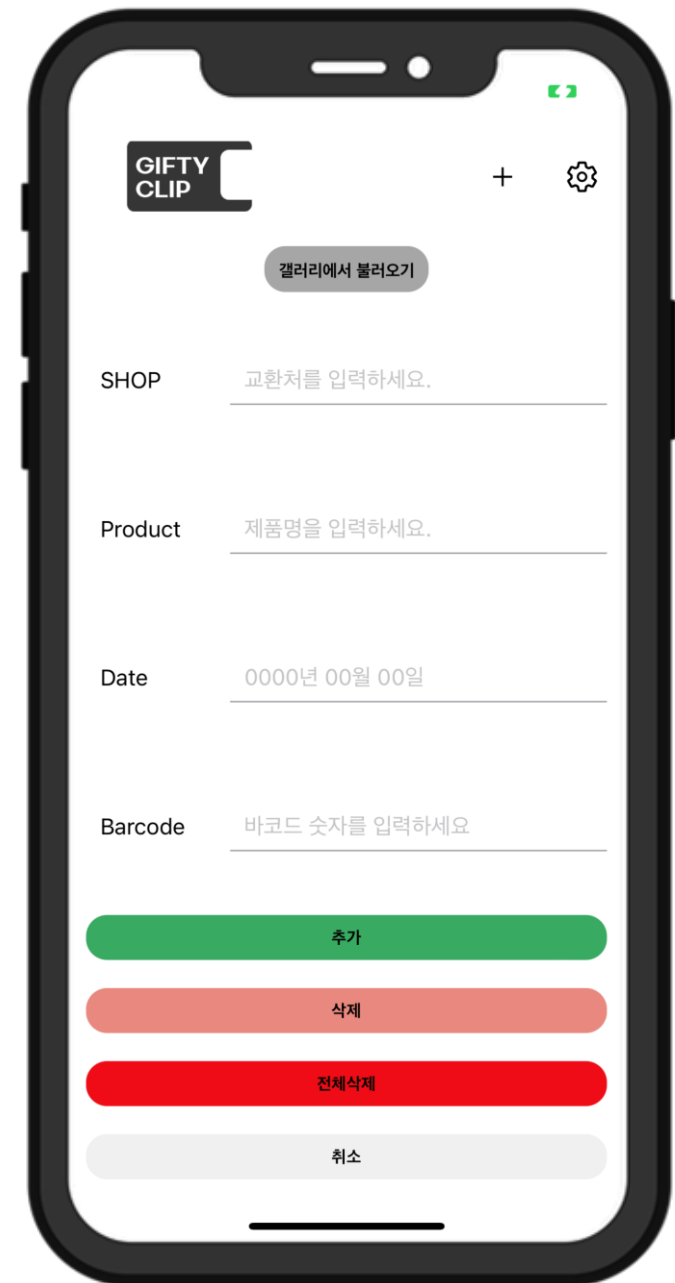 GIFTY
CLIP
+
갤러리에서 불러오기
SHOP 교환처를 입력하세요.
Product 제품명을 입력하세요.
Date 0000년 00월 00일
Barcode 바코드 숫자를 입력하세요
추가
삭제
전체삭제
취소